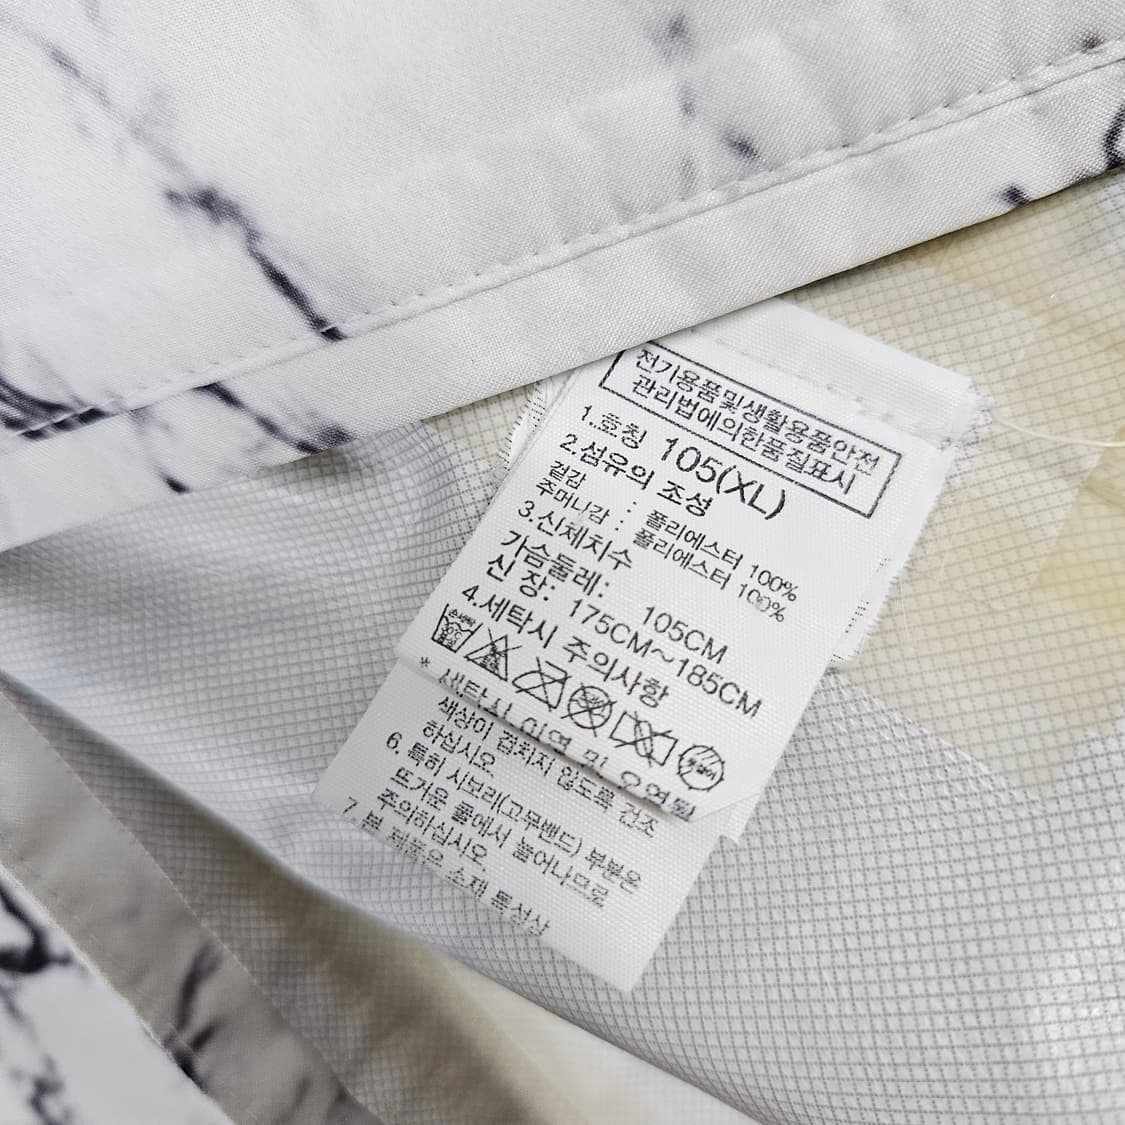 전기용품및생활용품안전
관리법에의한품질표시
1. 호칭 105(XL)
2.섬유의 조성
겉감 : 폴리에스터 100%
주머니감 : 폴리에스터 100%
3.신체치수
가슴둘레: 105CM
신 장: 175CM~185CM
4.세탁시 주의사항
손세탁
* 세탁시 이염 및 오염될
색상이 겹치지 않도록 건조
하십시오.
6. 특히 시보리(고무밴드) 부분은
뜨거운 물에서 늘어나므로
주의하십시오.
7. 본 제품은 소재 특성상